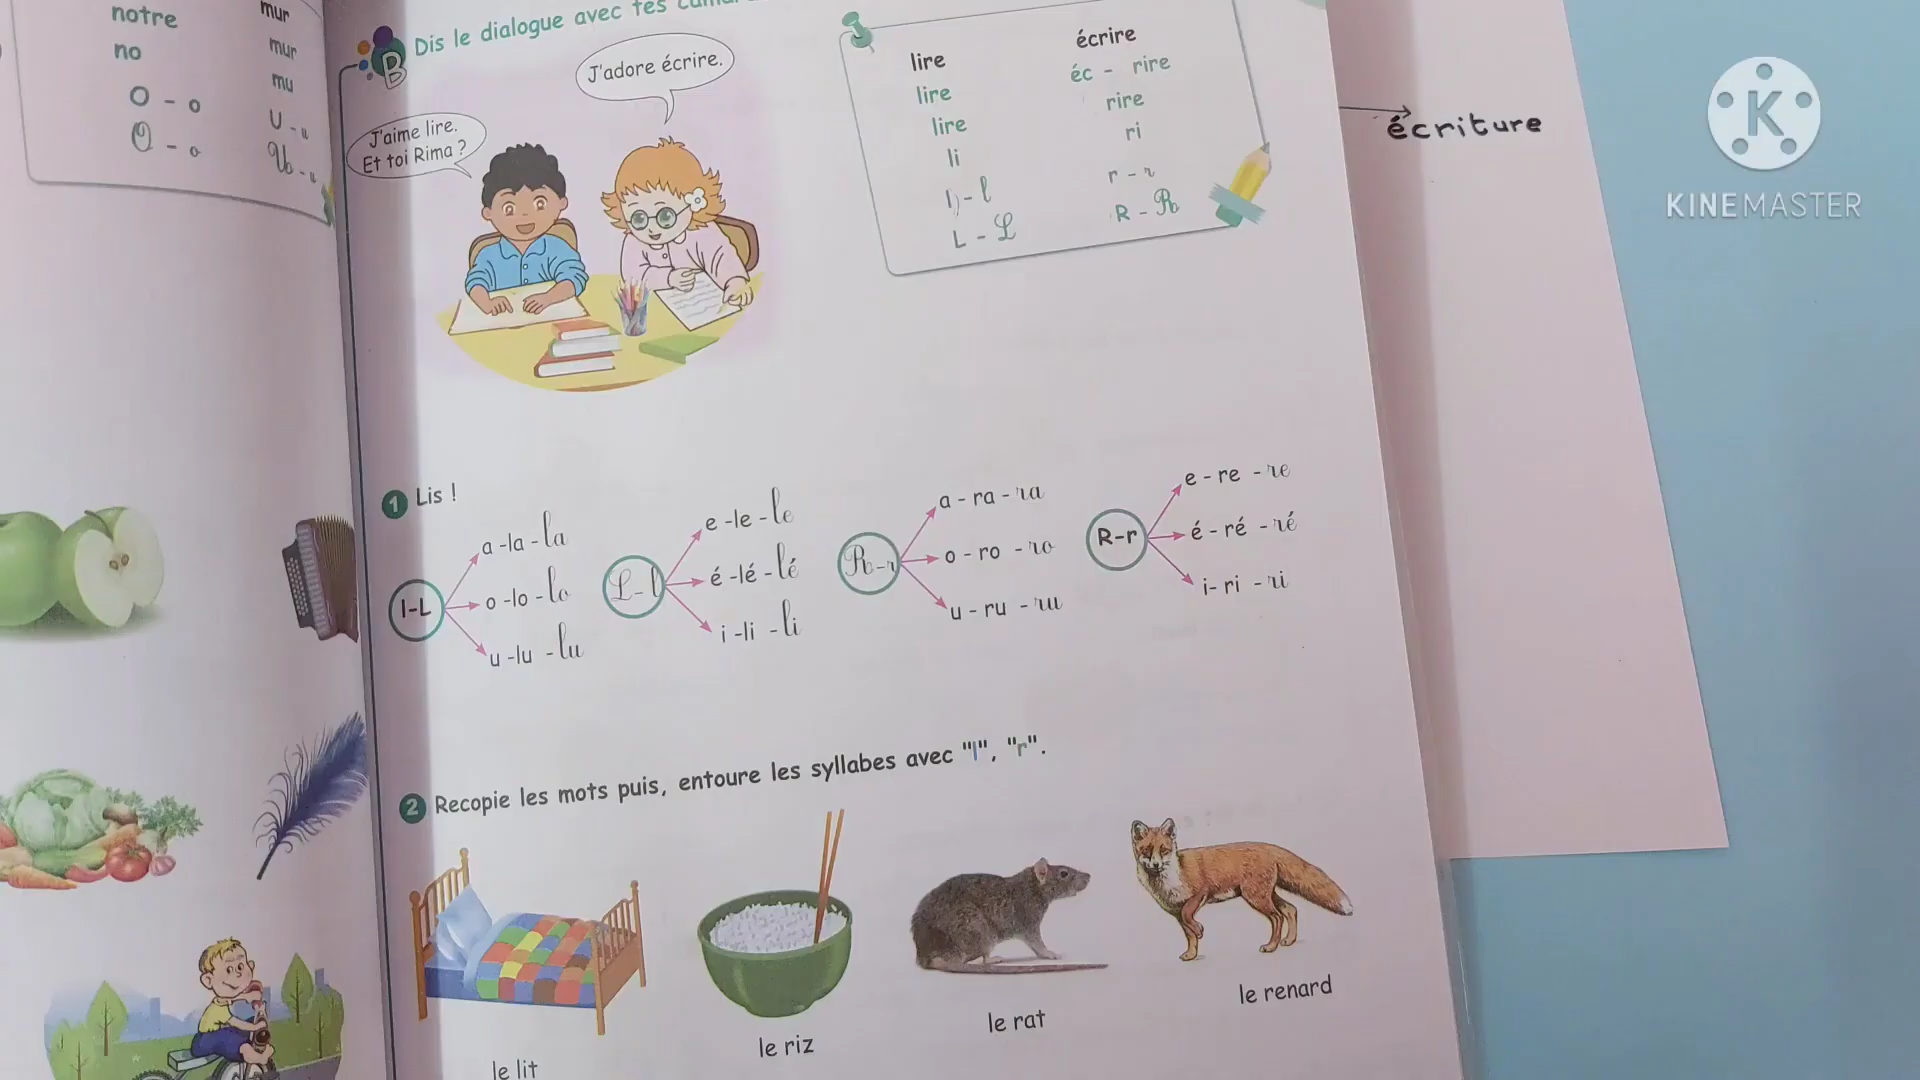 notre
no
O - o
O - o
mur
mur
mu
U - u
U - u
B
Dis le dialogue avec tes
J'adore écrire.
J'aime lire.
Et toi Rima ?
lire
lire
lire
li
l - l
L - L
écrire
éc - rire
rire
ri
r - r
R - R
écriture
KINEMASTER
1 Lis !
l-L
a -la - la
o -lo - lo
u -lu - lu
L - l
e -le - le
é -lé - lé
i -li - li
R - r
a - ra - ra
o - ro - ro
u - ru - ru
R-r
e - re - re
é - ré - ré
i- ri - ri
2 Recopie les mots puis, entoure les syllabes avec "l", "r".
le lit
le riz
le rat
le renard